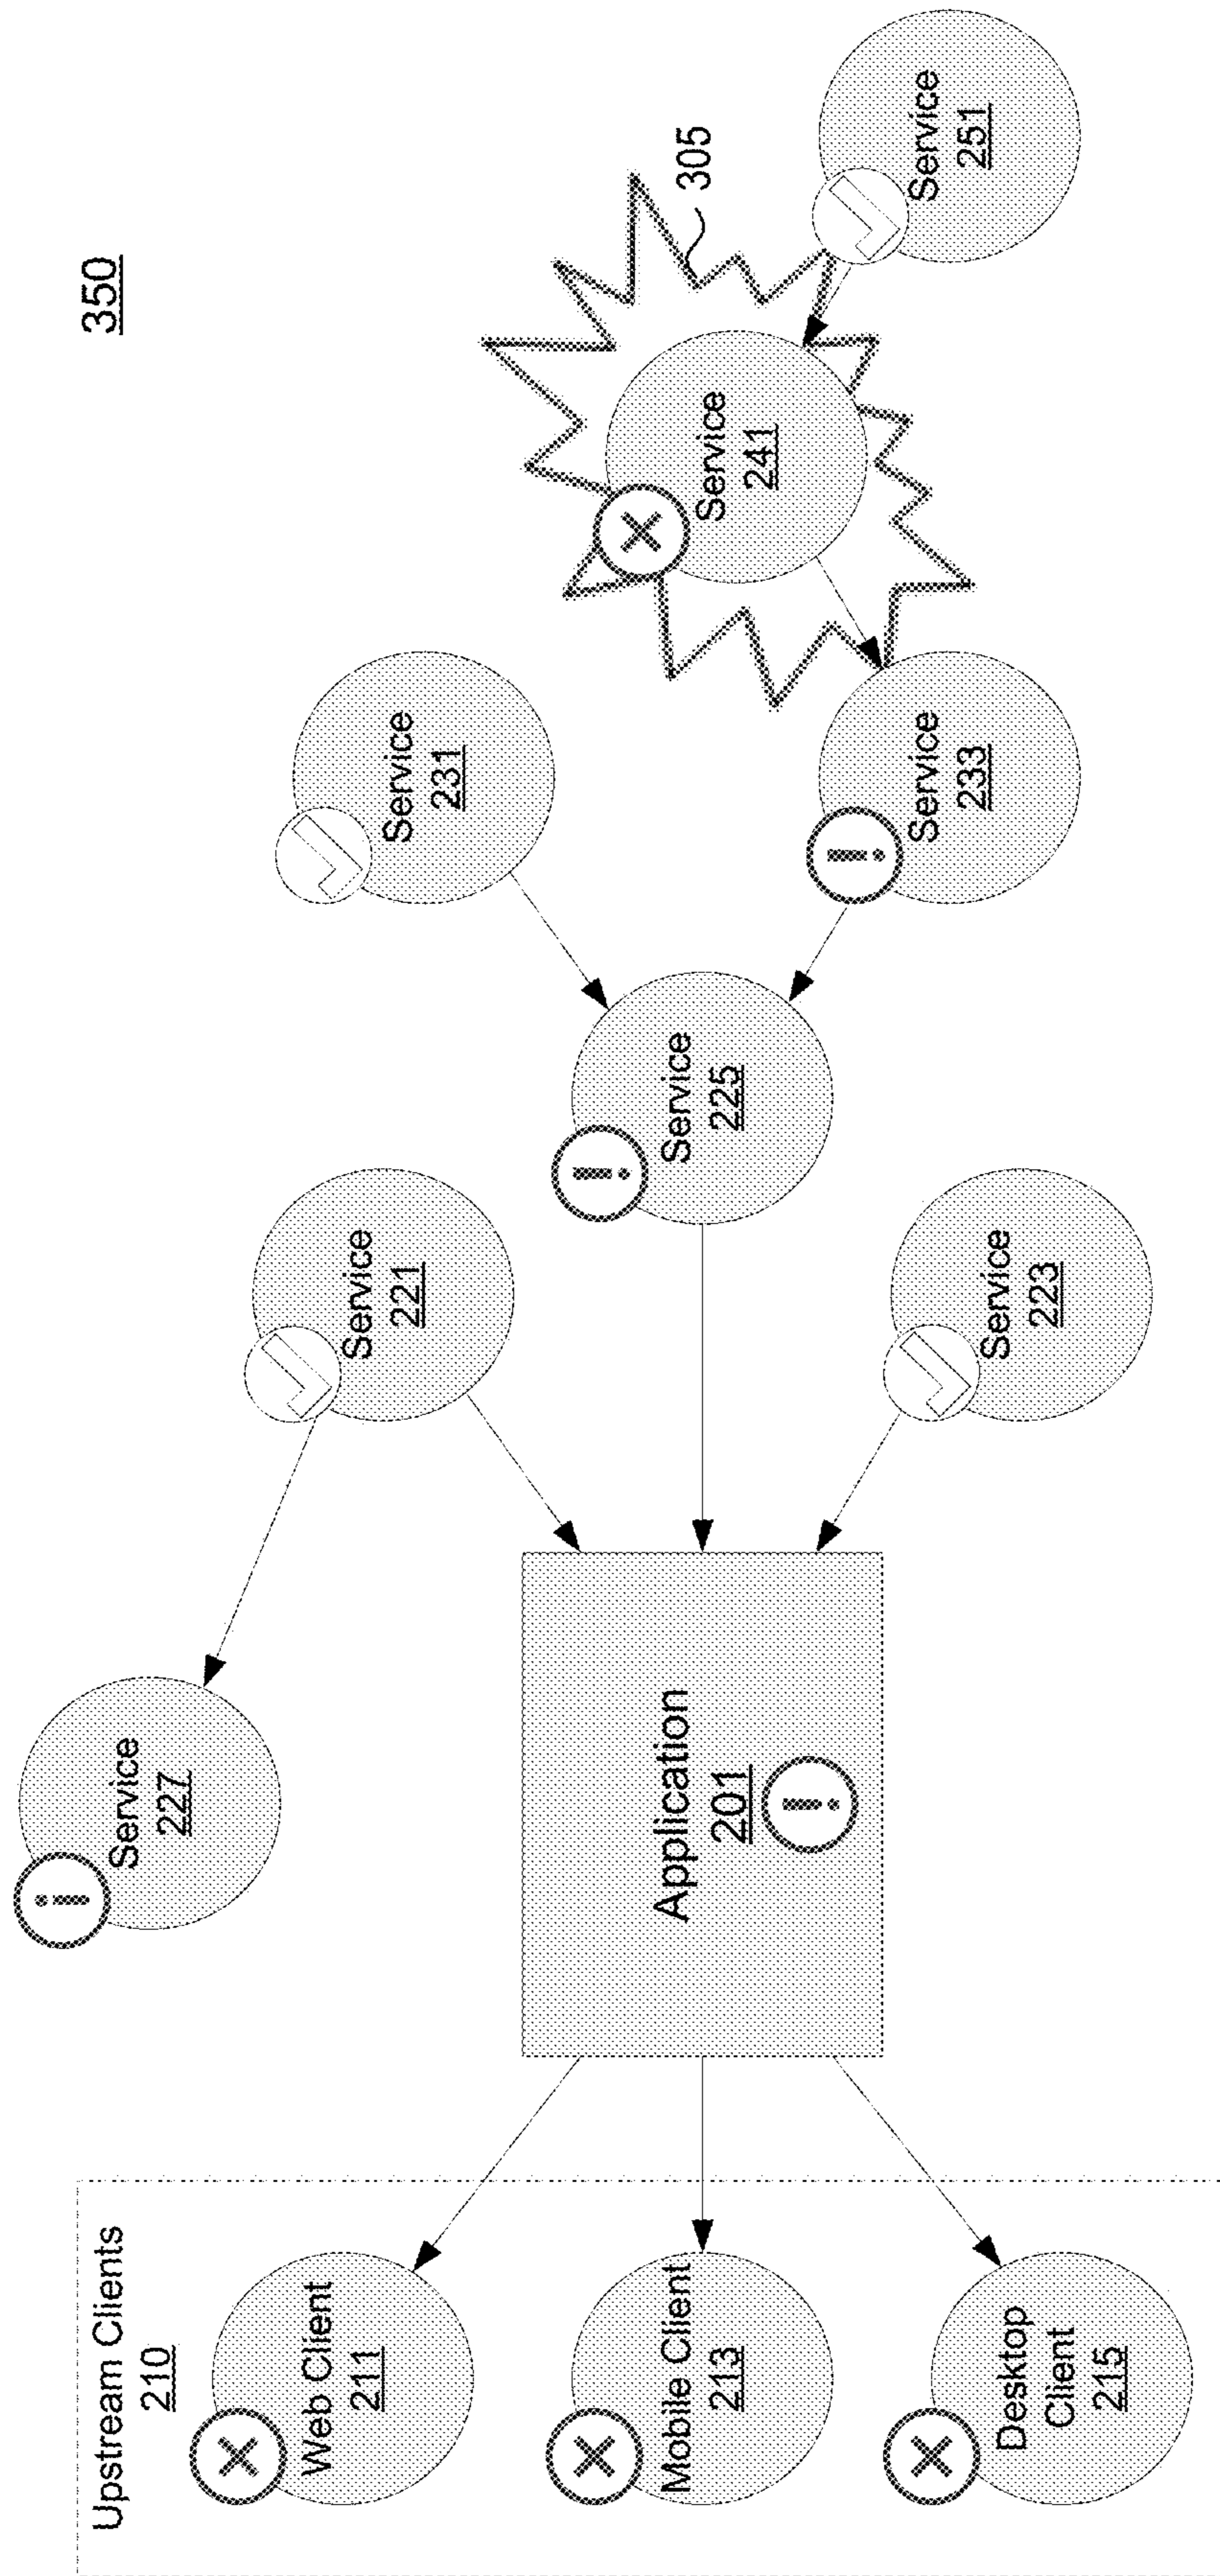 Upstream Clients
210
350
Service
227
Web Client
211
Service
221
Service
231
Mobile Client
213
Application
201
Service
225
Service
241
305
Desktop
Client
215
Service
223
Service
233
Service
251